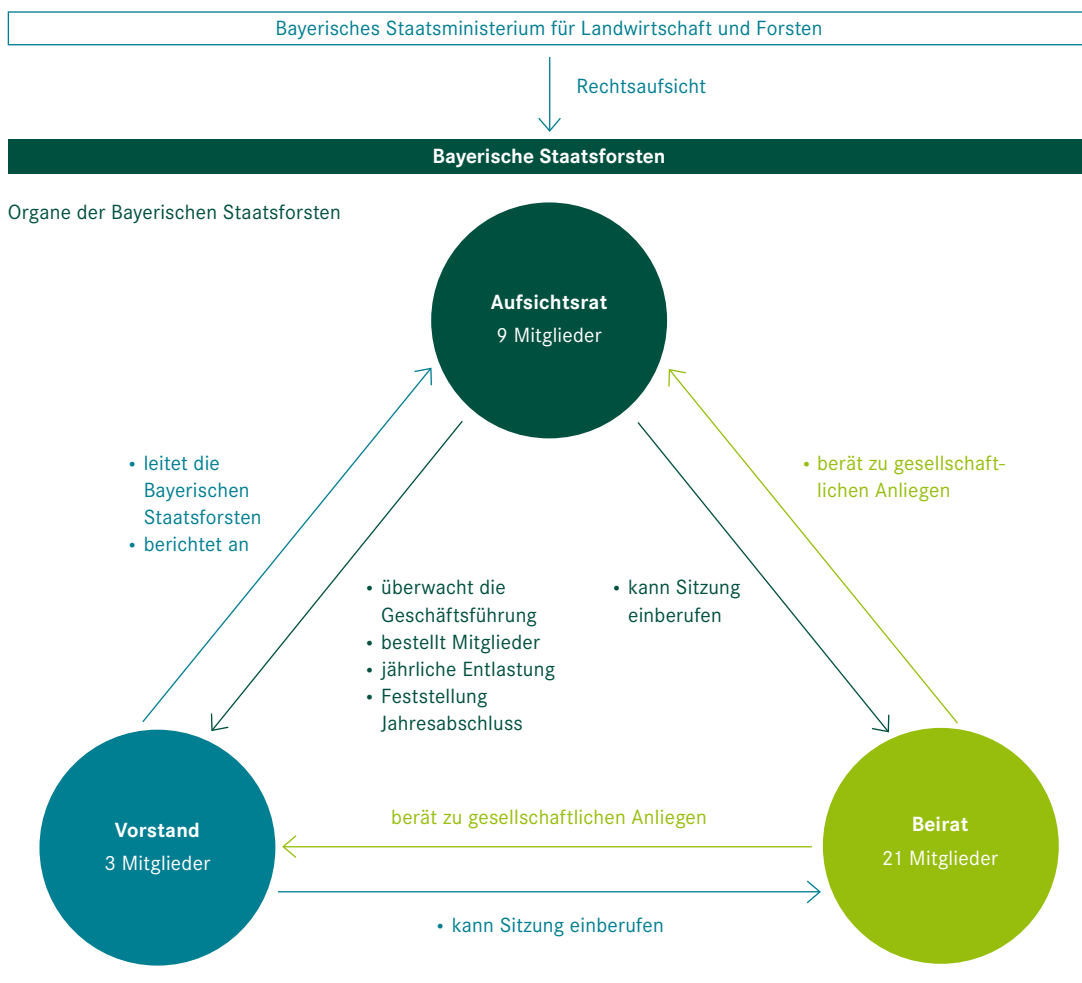 Bayerisches Staatsministerium für Landwirtschaft und Forsten
Rechtsaufsicht
Bayerische Staatsforsten
Organe der Bayerischen Staatsforsten
Aufsichtsrat
9 Mitglieder
• leitet die
Bayerischen
Staatsforsten
• berichtet an
• berät zu gesellschaft-
lichen Anliegen
• überwacht die
Geschäftsführung
• bestellt Mitglieder
• jährliche Entlastung
• Feststellung
Jahresabschluss
• kann Sitzung
einberufen
Vorstand
3 Mitglieder
berät zu gesellschaftlichen Anliegen
Beirat
21 Mitglieder
• kann Sitzung einberufen